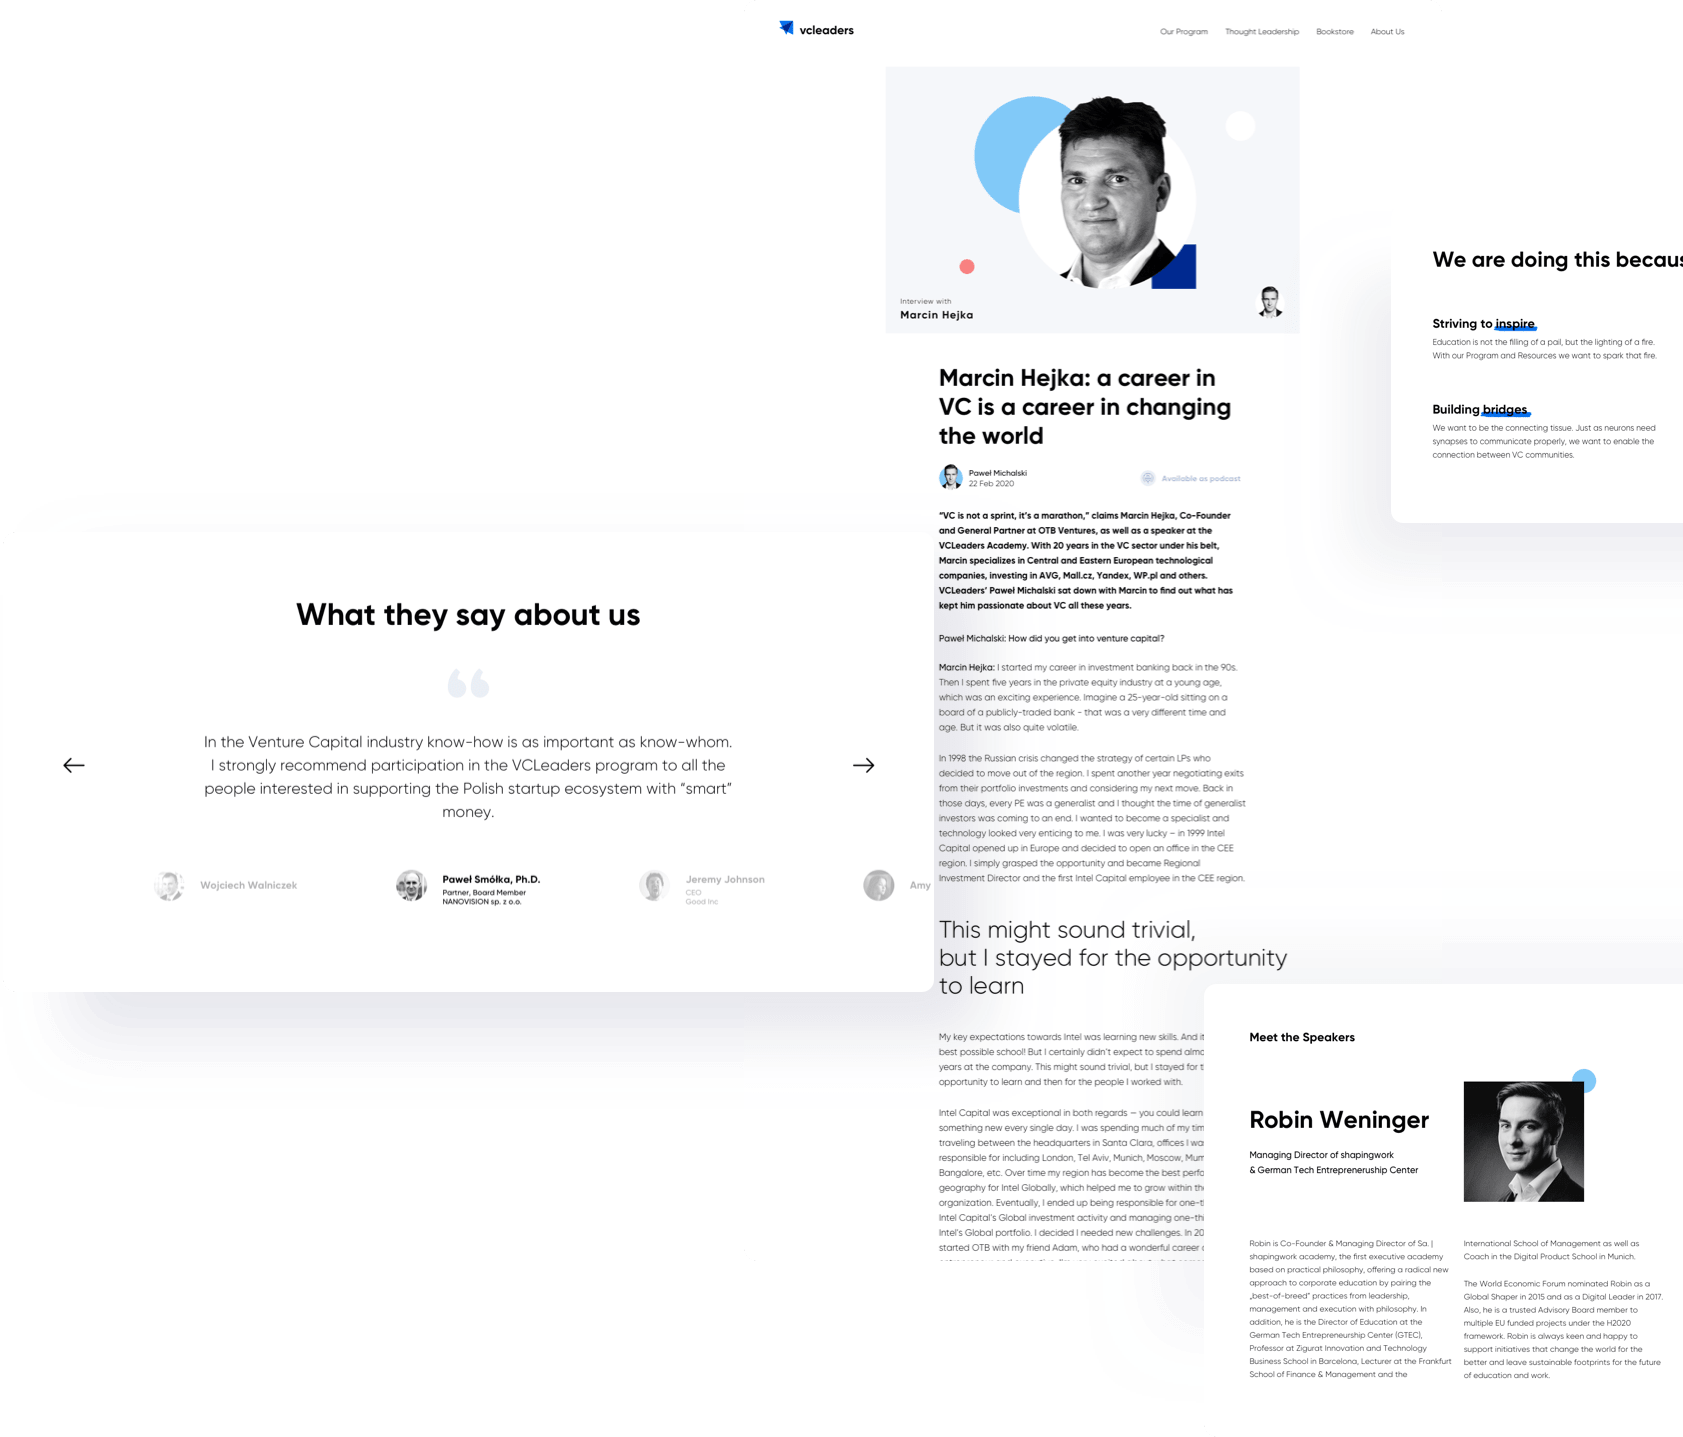 vcleaders
Our Program
Thought Leadership
Bookstore
About Us
Interview with
Marcin Hejka
Marcin Hejka: a career in
VC is a career in changing
the world
Paweł Michalski
22 Feb 2020
Available as podcast
“VC is not a sprint, it’s a marathon,” claims Marcin Hejka, Co-Founder
and General Partner at OTB Ventures, as well as a speaker at the
VCLeaders Academy. With 20 years in the VC sector under his belt,
Marcin specializes in Central and Eastern European technological
companies, investing in AVG, Mall.cz, Yandex, WP.pl and others.
VCLeaders’ Paweł Michalski sat down with Marcin to find out what has
kept him passionate about VC all these years.
Paweł Michalski: How did you get into venture capital?
Marcin Hejka: I started my career in investment banking back in the 90s.
Then I spent five years in the private equity industry at a young age,
which was an exciting experience. Imagine a 25-year-old sitting on a
board of a publicly-traded bank - that was a very different time and
age. But it was also quite volatile.
In 1998 the Russian crisis changed the strategy of certain LPs who
decided to move out of the region. I spent another year negotiating exits
from their portfolio investments and considering my next move. Back in
those days, every PE was a generalist and I thought the time of generalist
investors was coming to an end. I wanted to become a specialist and
technology looked very enticing to me. I was very lucky – in 1999 Intel
Capital opened up in Europe and decided to open an office in the CEE
region. I simply grasped the opportunity and became Regional
Investment Director and the first Intel Capital employee in the CEE region.
This might sound trivial,
but I stayed for the opportunity
to learn
My key expectations towards Intel was learning new skills. And it
best possible school! But I certainly didn’t expect to spend almo
years at the company. This might sound trivial, but I stayed for t
opportunity to learn and then for the people I worked with.
Intel Capital was exceptional in both regards – you could learn
something new every single day. I was spending much of my tim
traveling between the headquarters in Santa Clara, offices I wa
responsible for including London, Tel Aviv, Munich, Moscow, Mum
Bangalore, etc. Over time my region has become the best perfo
geography for Intel Globally, which helped me to grow within the
organization. Eventually, I ended up being responsible for one-t
Intel Capital’s Global investment activity and managing one-thi
Intel’s Global portfolio. I decided I needed new challenges. In 20
started OTB with my friend Adam, who had a wonderful career
We are doing this becaus
Striving to inspire
Education is not the filling of a pail, but the lighting of a fire.
With our Program and Resources we want to spark that fire.
Building bridges
We want to be the connecting tissue. Just as neurons need
synapses to communicate properly, we want to enable the
connection between VC communities.
What they say about us
“
In the Venture Capital industry know-how is as important as know-whom.
I strongly recommend participation in the VCLeaders program to all the
people interested in supporting the Polish startup ecosystem with “smart”
money.
Wojciech Walniczek
Paweł Smółka, Ph.D.
Partner, Board Member
NANOVISION sp. z o.o.
Jeremy Johnson
CEO
Good Inc
Amy
Meet the Speakers
Robin Weninger
Managing Director of shapingwork
& German Tech Entrepreneruship Center
Robin is Co-Founder & Managing Director of Sa. |
shapingwork academy, the first executive academy
based on practical philosophy, offering a radical new
approach to corporate education by pairing the
„best-of-breed” practices from leadership,
management and execution with philosophy. In
addition, he is the Director of Education at the
German Tech Entrepreneurship Center (GTEC),
Professor at Zigurat Innovation and Technology
Business School in Barcelona, Lecturer at the Frankfurt
School of Finance & Management and the
International School of Management as well as
Coach in the Digital Product School in Munich.
The World Economic Forum nominated Robin as a
Global Shaper in 2015 and as a Digital Leader in 2017.
Also, he is a trusted Advisory Board member to
multiple EU funded projects under the H2020
framework. Robin is always keen and happy to
support initiatives that change the world for the
better and leave sustainable footprints for the future
of education and work.